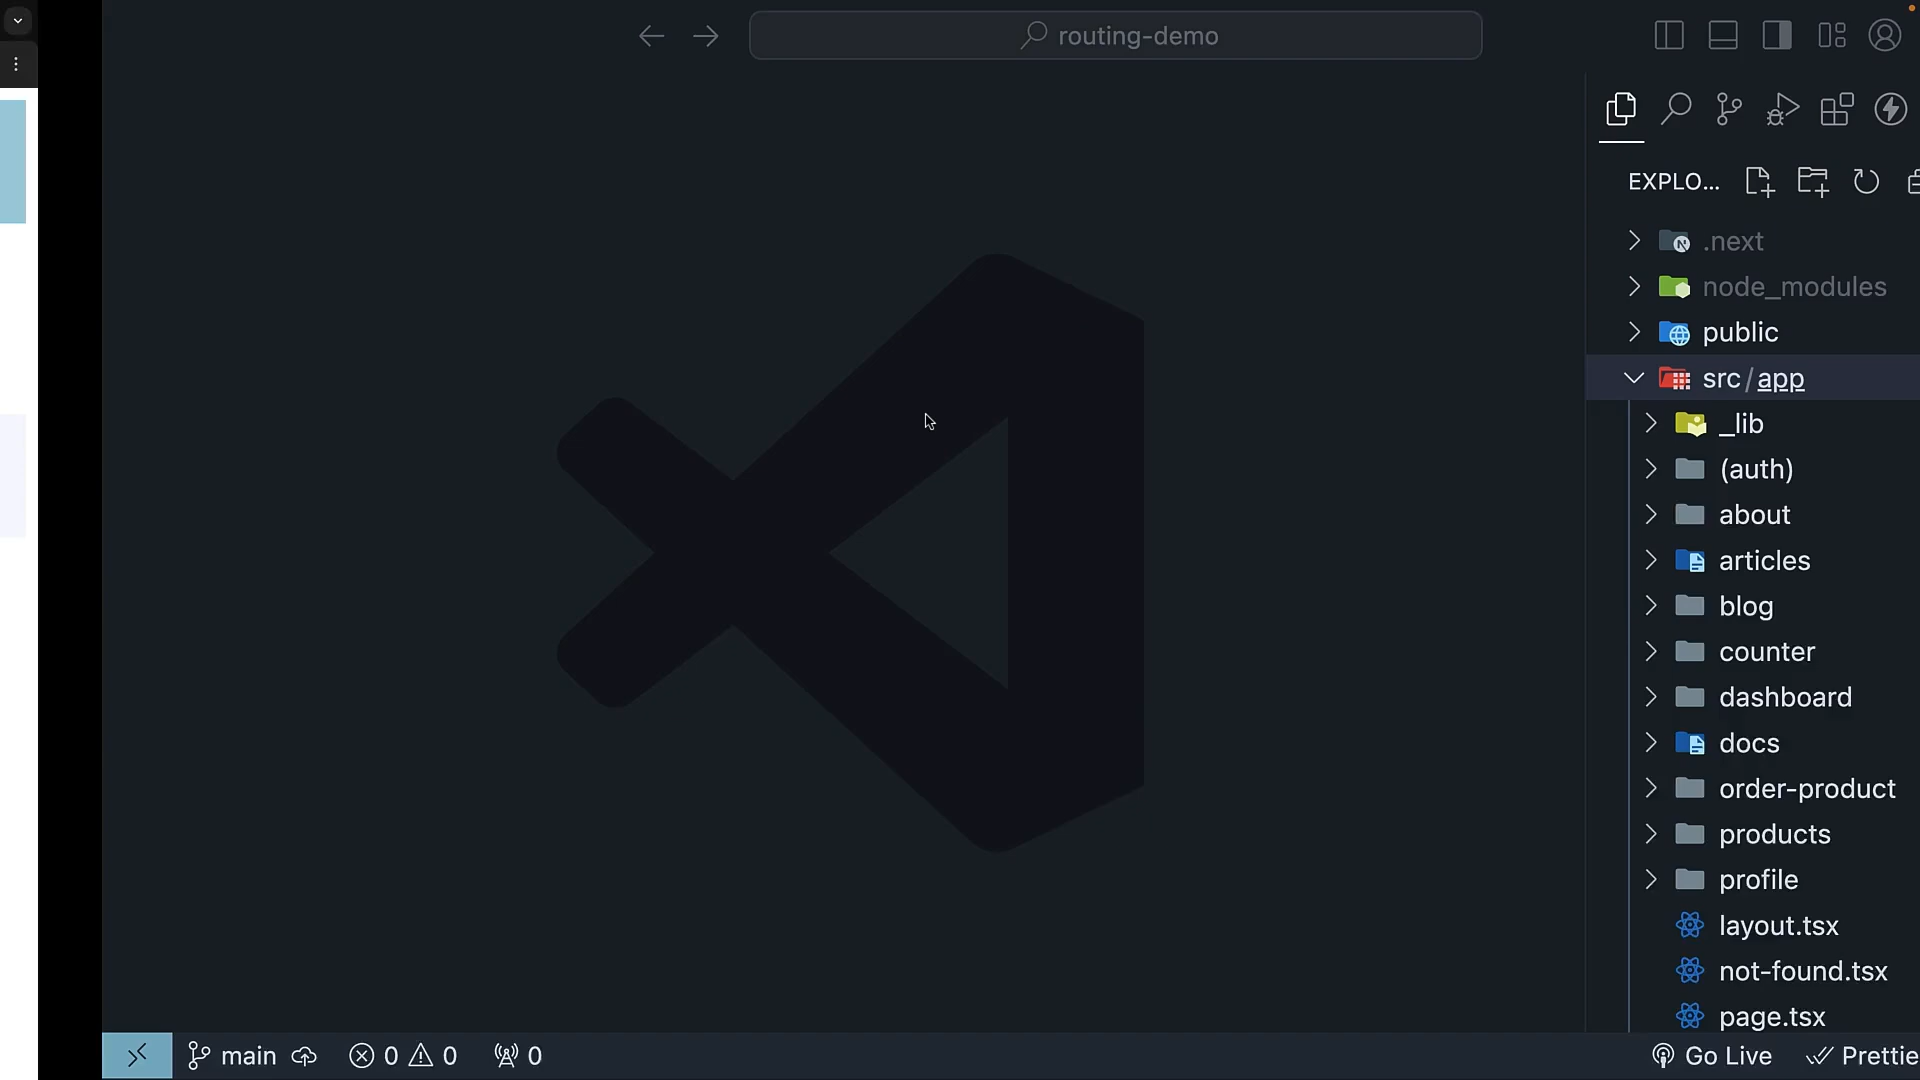 routing-demo
EXPLO...
.next
node_modules
public
src/app
_lib
(auth)
about
articles
blog
counter
dashboard
docs
order-product
products
profile
layout.tsx
not-found.tsx
page.tsx
main 0 0 0 Go Live Prettie